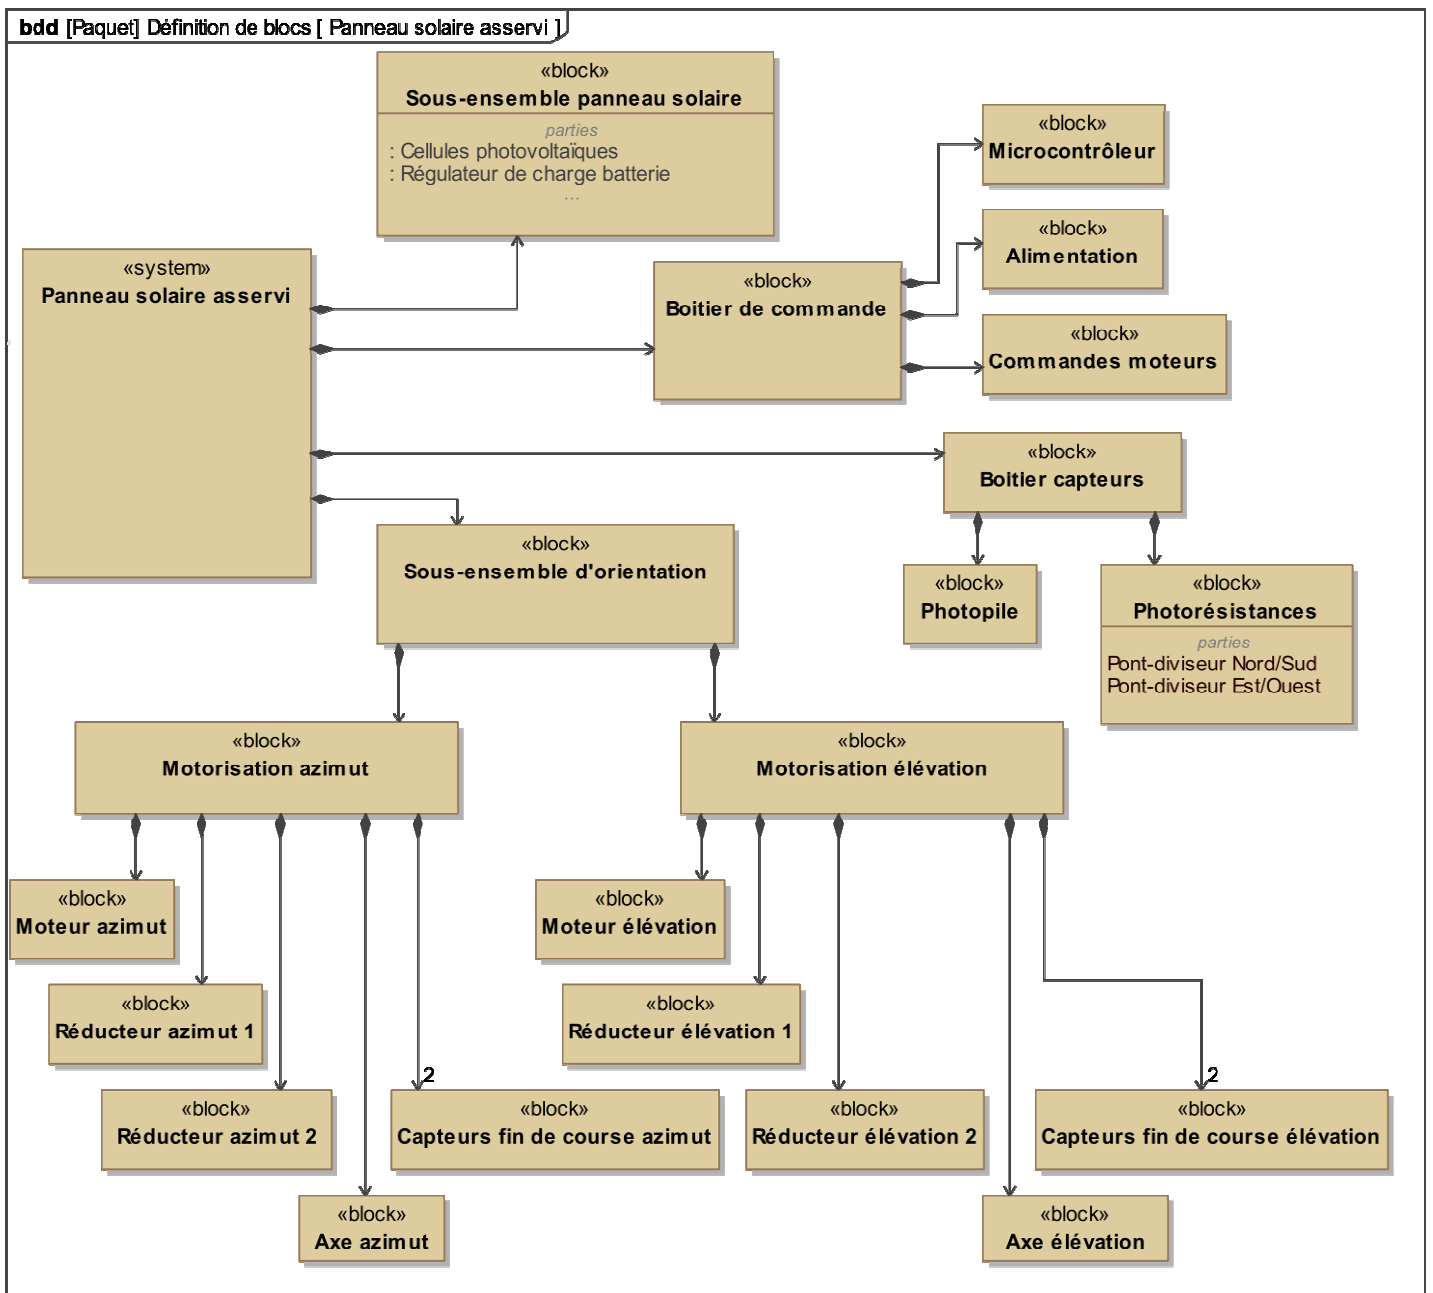 bdd [Paquet] Définition de blocs [ Panneau solaire asservi ]
«block»
Sous-ensemble panneau solaire
parties
: Cellules photovoltaïques
: Régulateur de charge batterie
...
«block»
Microcontrôleur
«block»
Alimentation
«system»
Panneau solaire asservi
«block»
Boitier de commande
«block»
Commandes moteurs
«block»
Boitier capteurs
«block»
Sous-ensemble d'orientation
«block»
Photopile
«block»
Photorésistances
parties
Pont-diviseur Nord/Sud
Pont-diviseur Est/Ouest
«block»
Motorisation azimut
«block»
Motorisation élévation
«block»
Moteur azimut
«block»
Moteur élévation
«block»
Réducteur azimut 1
«block»
Réducteur élévation 1
2
2
«block»
Réducteur azimut 2
«block»
Capteurs fin de course azimut
«block»
Réducteur élévation 2
«block»
Capteurs fin de course élévation
«block»
Axe azimut
«block»
Axe élévation